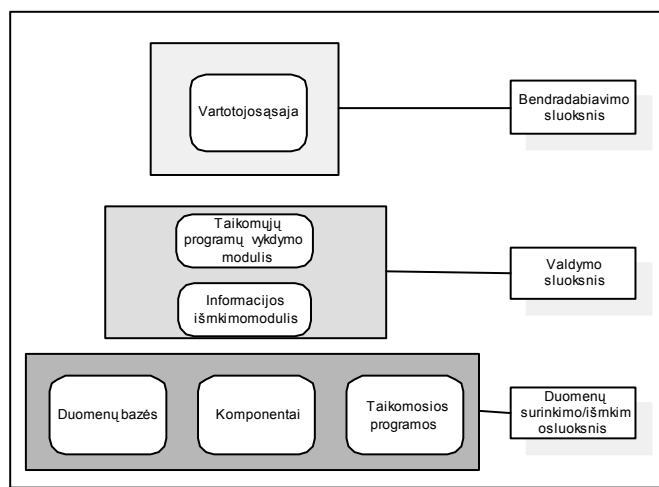 Vartotojosąsaja
Bendradabiavimo
sluoksnis
Taikomųjų
programų vykdymo
modulis
Informacijos
išmkimomodulis
Valdymo
sluoksnis
Duomenų bazės
Komponentai
Taikomosios
programos
Duomenų
surinkimo/išmkim
osluoksnis